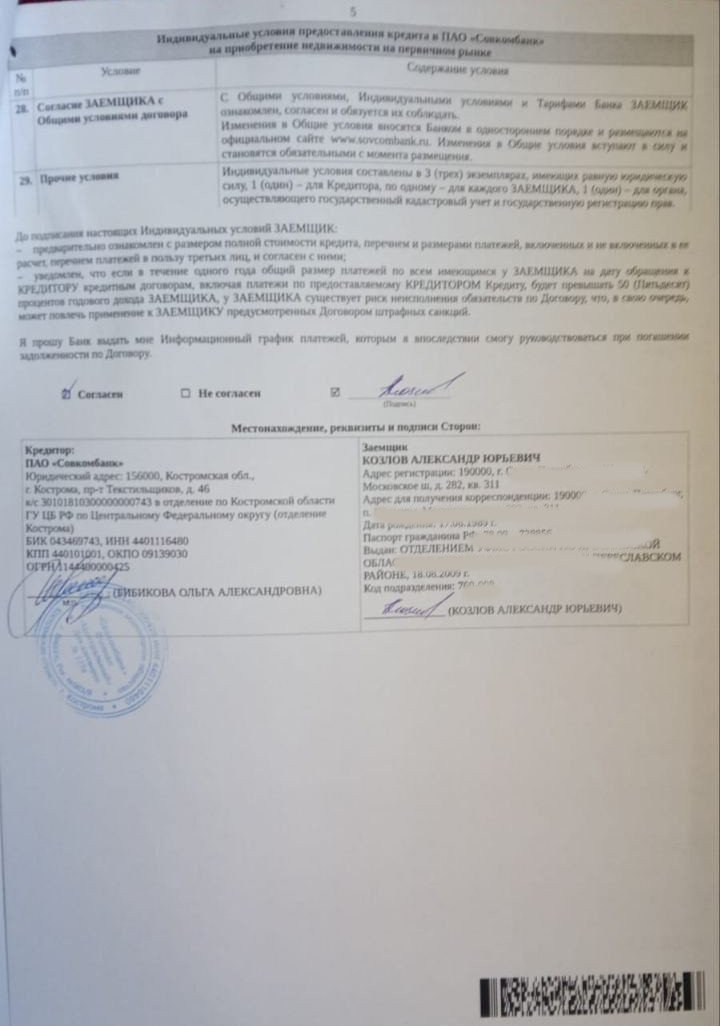 5
Индивидуальные условия предоставления кредита в ПАО «Совкомбанк»
на приобретение недвижимости на первичном рынке
№
п/п
Условие
Содержание условия
28. Согласие ЗАЕМЩИКА с
Общими условиями договора
С Общими условиями, Индивидуальными условиями и Тарифами Банка ЗАЕМЩИК
ознакомлен, согласен и обязуется их соблюдать.
Изменения в Общие условия вносятся Банком в одностороннем порядке и размещаются на
официальном сайте www.sovcombank.ru. Изменения в Общие условия вступают в силу и
становятся обязательными с момента размещения.
29. Прочие условия
Индивидуальные условия составлены в 3 (трех) экземплярах, имеющих равную юридическую
силу, 1 (один) – для Кредитора, по одному – для каждого ЗАЕМЩИКА, 1 (один) – для органа,
осуществляющего государственный кадастровый учет и государственную регистрацию прав.
До подписания настоящих Индивидуальных условий ЗАЕМЩИК:
– предварительно ознакомлен с размером полной стоимости кредита, перечнем и размерами платежей, включенных и не включенных в ее
расчет, перечнем платежей в пользу третьих лиц, и согласен с ними;
– уведомлен, что если в течение одного года общий размер платежей по всем имеющимся у ЗАЕМЩИКА на дату обращения к
КРЕДИТОРУ кредитным договорам, включая платежи по предоставляемому КРЕДИТОРОМ Кредиту, будет превышать 50 (Пятьдесят)
процентов годового дохода ЗАЕМЩИКА, у ЗАЕМЩИКА существует риск неисполнения обязательств по Договору, что, в свою очередь,
может повлечь применение к ЗАЕМЩИКУ предусмотренных Договором штрафных санкций.
Я прошу Банк выдать мне Информационный график платежей, которым я впоследствии смогу руководствоваться при погашении
задолженности по Договору.
☑ Согласен ☐ Не согласен ☑
(Подпись)
Местонахождение, реквизиты и подписи Сторон:
Кредитор:
ПАО «Совкомбанк»
Юридический адрес: 156000, Костромская обл.,
г. Кострома, пр-т Текстильщиков, д. 46
к/с 30101810300000000743 в отделение по Костромской области
ГУ ЦБ РФ по Центральному Федеральному округу (отделение
Кострома)
БИК 043469743, ИНН 4401116480
КПП 440101001, ОКПО 09139030
ОГРН 1144400000425
(БИБИКОВА ОЛЬГА АЛЕКСАНДРОВНА)
М.П.
Заемщик
КОЗЛОВ АЛЕКСАНДР ЮРЬЕВИЧ
Адрес регистрации: 190000, г. С
Московское ш, д. 282, кв. 311
Адрес для получения корреспонденции: 19000
п.
Дата рождения:
Паспорт гражданина РФ
Выдан: ОТДЕЛЕНИЕМ
ОБЛА
РАЙОНЕ, 18.08.2009 г.
Код подразделения:
(КОЗЛОВ АЛЕКСАНДР ЮРЬЕВИЧ)